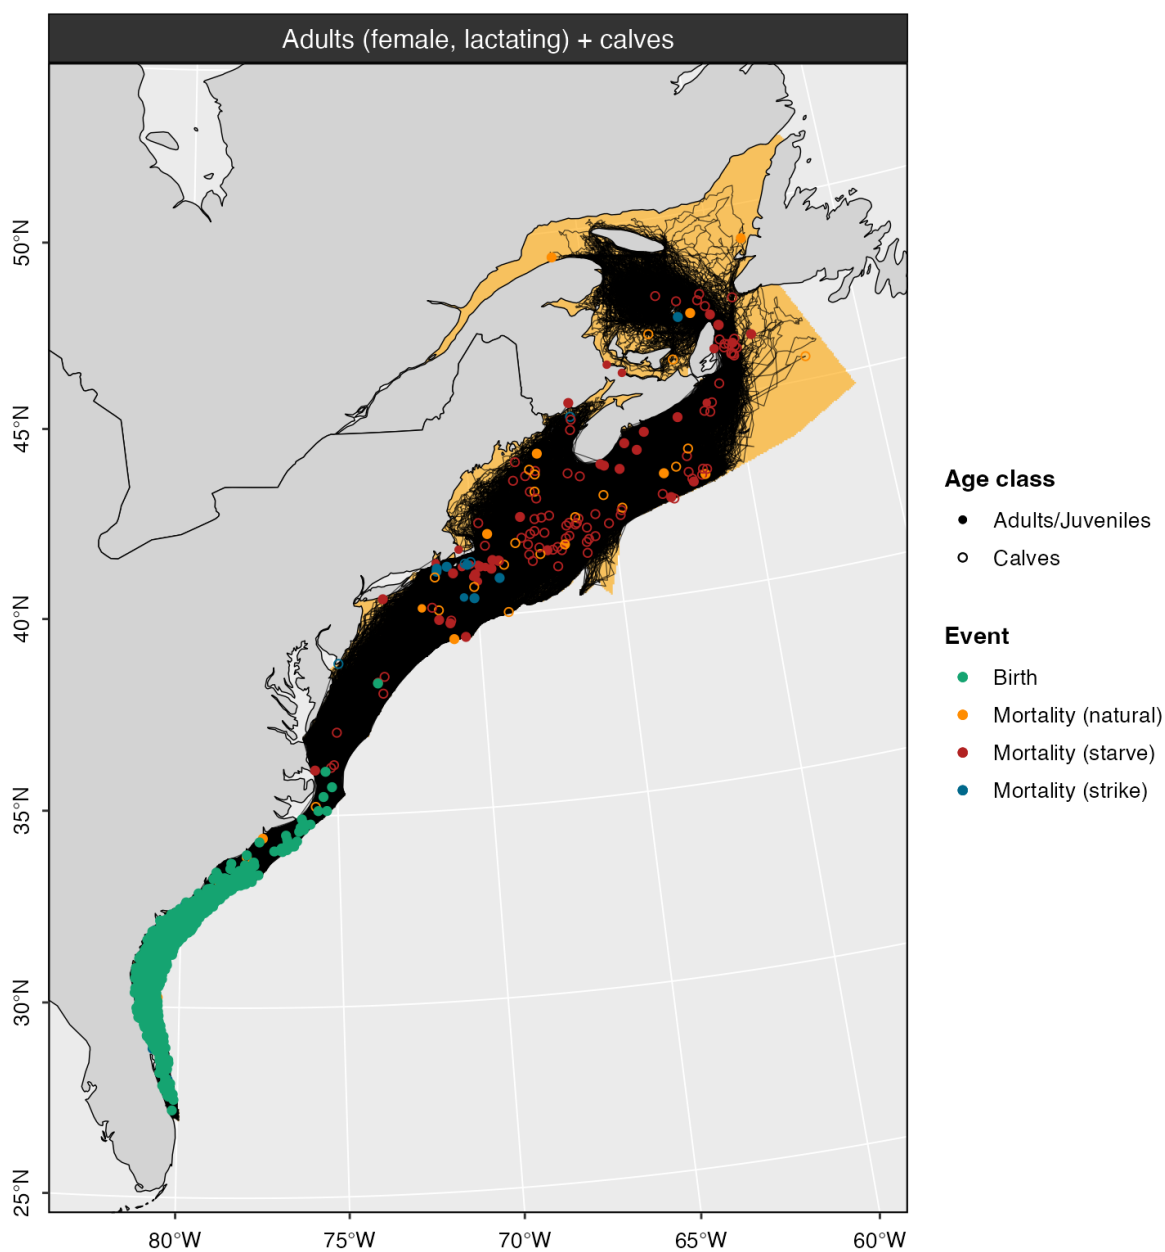 Adults (female, lactating) + calves
50°N
45°N
40°N
35°N
30°N
25°N
80°W
75°W
70°W
65°W
60°W
Age class
Adults/Juveniles
Calves
Event
Birth
Mortality (natural)
Mortality (starve)
Mortality (strike)